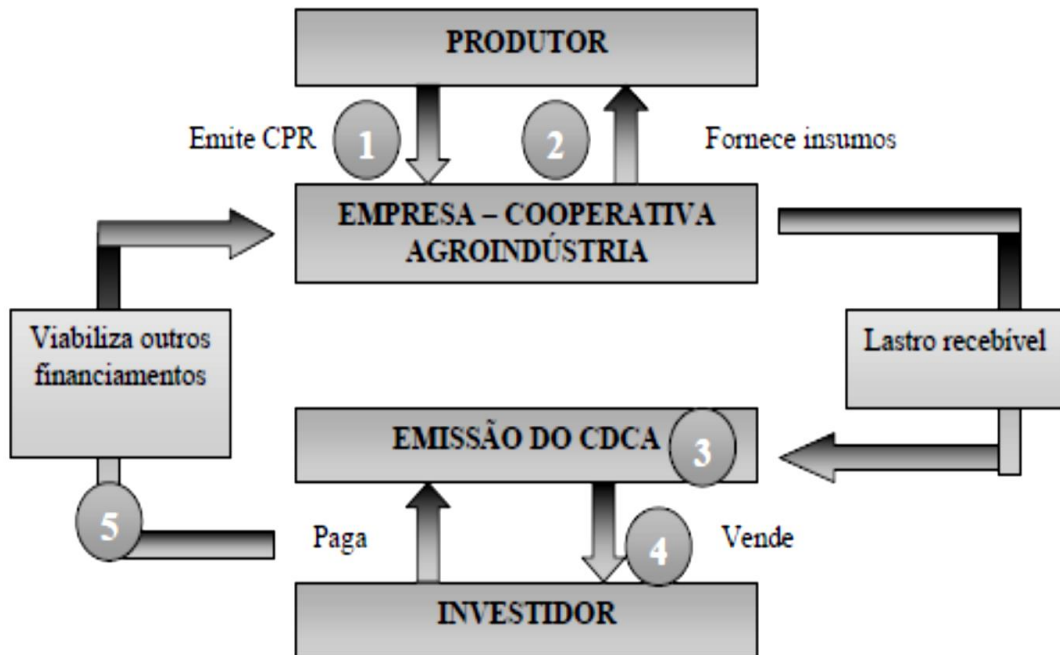 PRODUTOR
Emite CPR
1
2
Fornece insumos
EMPRESA – COOPERATIVA
AGROINDÚSTRIA
Viabiliza outros
financiamentos
Lastro recebível
EMISSÃO DO CDCA
3
5
Paga
4
Vende
INVESTIDOR